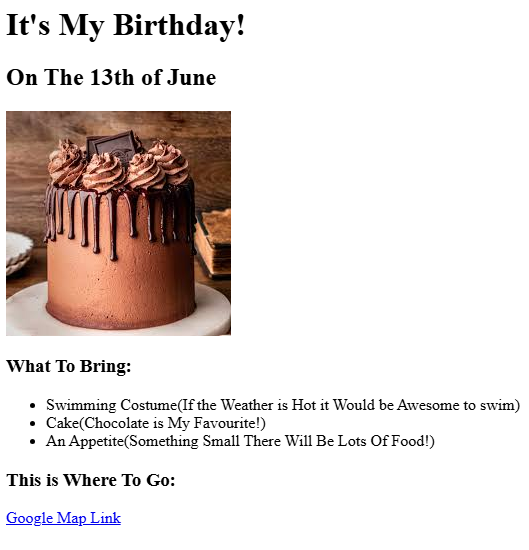 It's My Birthday!
On The 13th of June
What To Bring:
Swimming Costume(If the Weather is Hot it Would be Awesome to swim)
Cake(Chocolate is My Favourite!)
An Appetite(Something Small There Will Be Lots Of Food!)
This is Where To Go:
Google Map Link